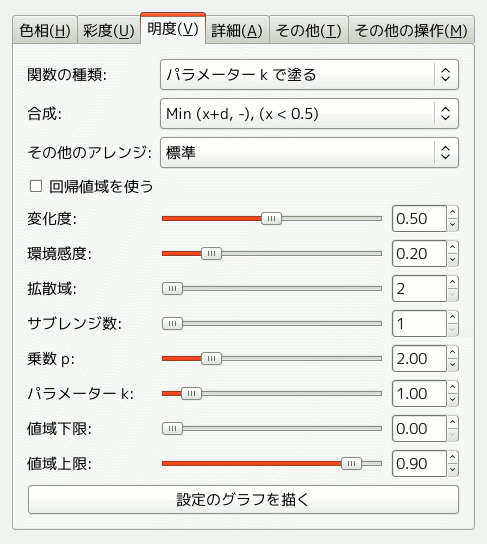 色相(H) 彩度(U) 明度(V) 詳細(A) その他(T) その他の操作(M)
関数の種類: パラメーター k で塗る
合成: Min (x+d, -), (x < 0.5)
その他のアレンジ: 標準
回帰値域を使う
変化度: 0.50
環境感度: 0.20
拡散域: 2
サブレンジ数: 1
乗数 p: 2.00
パラメーター k: 1.00
値域下限: 0.00
値域上限: 0.90
設定のグラフを描く